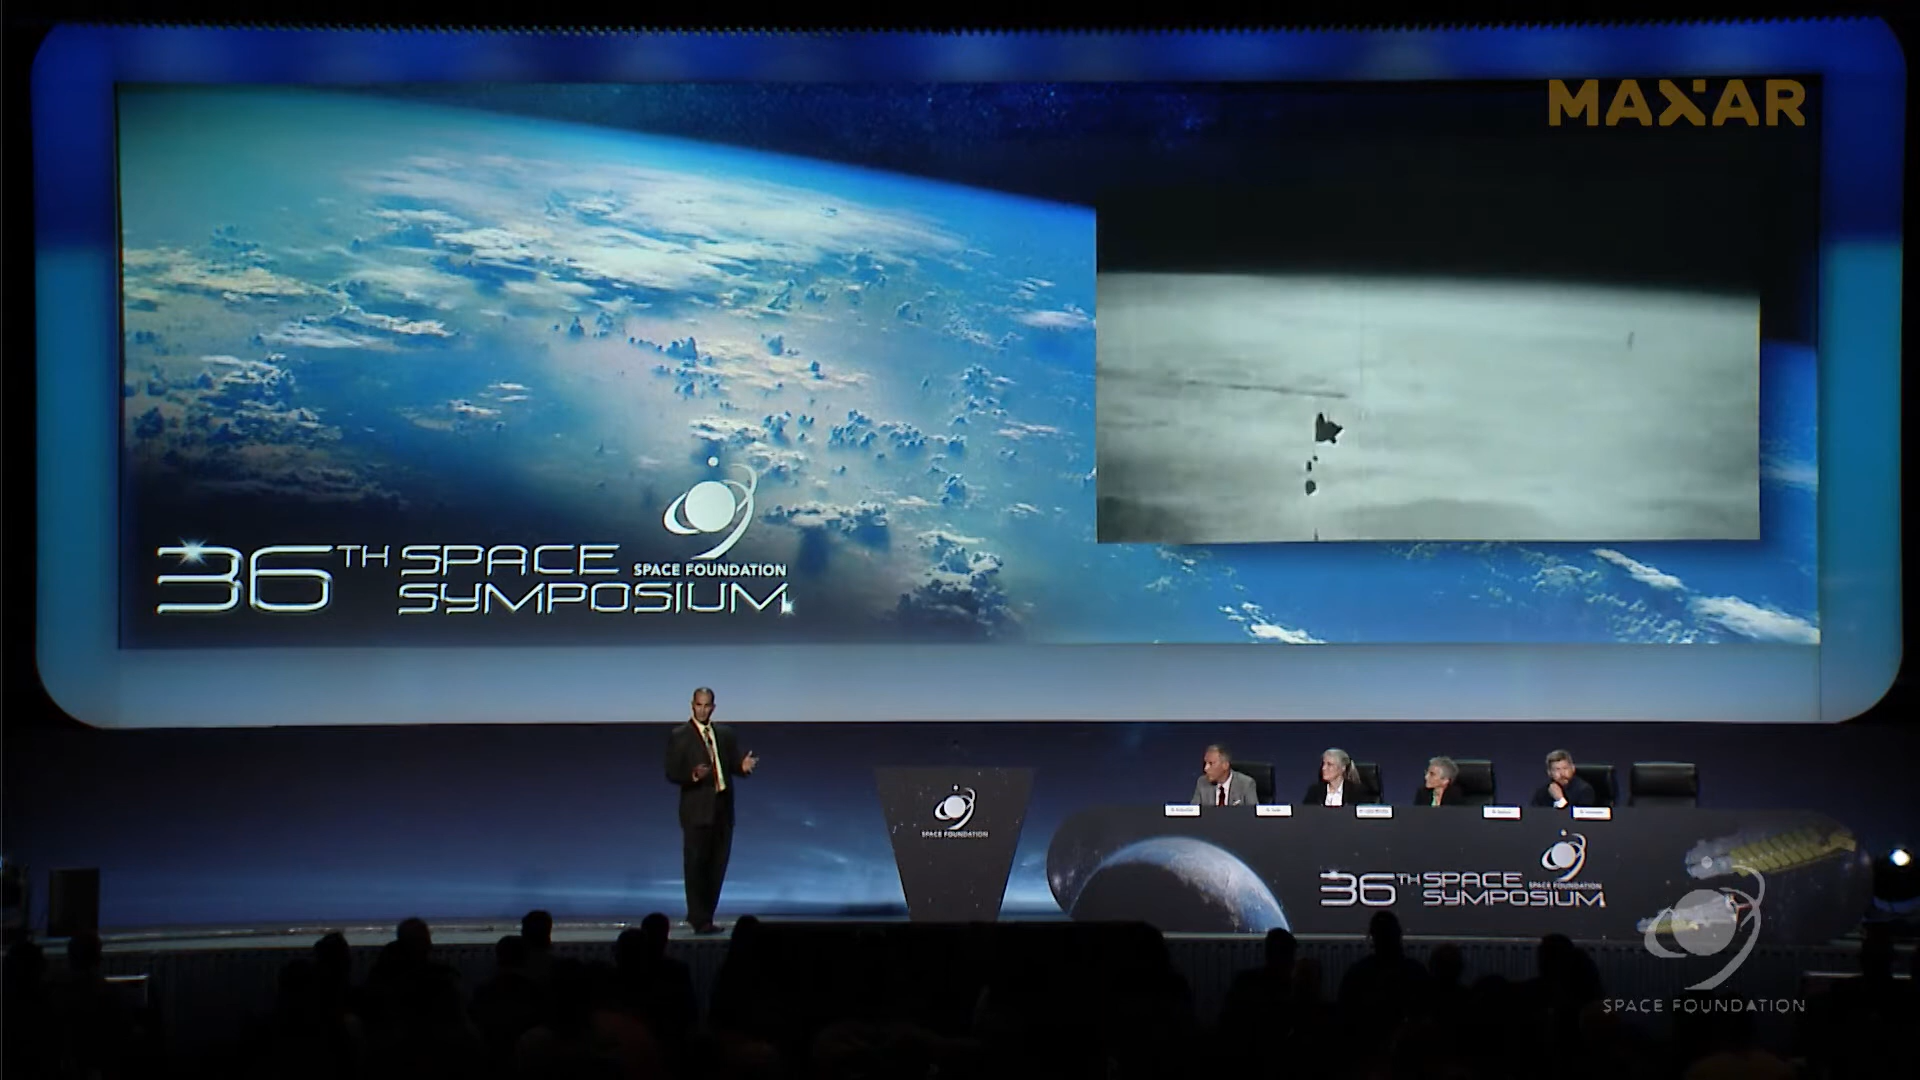 MAXAR
36TH SPACE
SYMPOSIUM
SPACE FOUNDATION
SPACE FOUNDATION
36TH SPACE
SYMPOSIUM
SPACE FOUNDATION
SPACE FOUNDATION